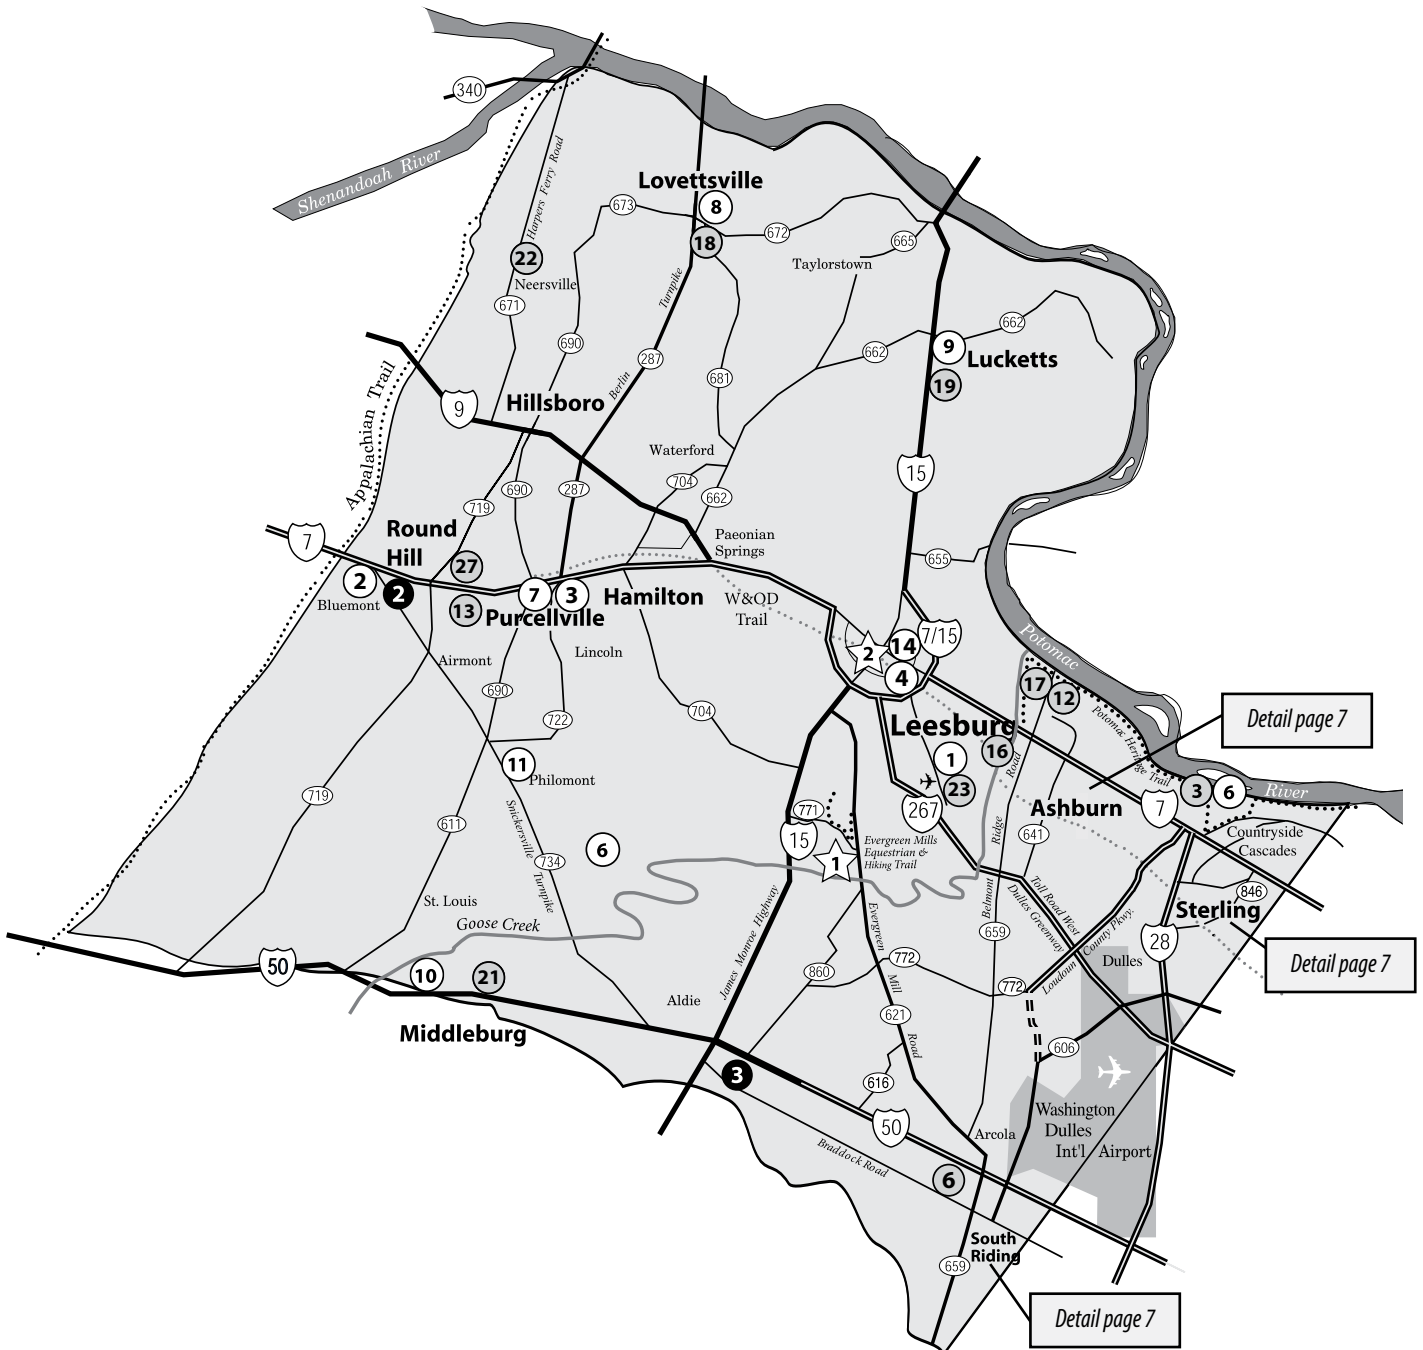 340
Shenandoah River
Harpers Ferry Road
Lovettsville
8
673
18
672
665
22
Neersville
Taylorstown
Turnpike
671
690
287
662
662
9
Lucketts
681
19
Appalachian Trail
9
Hillsboro
Berlin
Waterford
15
704
690
287
662
719
Round
Hill
7
Paeonian
Springs
655
27
2
2
Bluemont
13
7
3
Hamilton
Purcellville
W&OD
Trail
7/15
14
2
4
Potomac
Airmont
Lincoln
690
722
704
17
12
Potomac Heritage Trail
Detail page 7
Leesburg
16
1
23
Road
11
Philomont
719
611
Snickersville
Turnpike
734
6
771
15
1
Evergreen Mills
Equestrian &
Hiking Trail
267
Ridge
Belmont
Ashburn
641
7
3
6
River
Countryside
Cascades
846
Sterling
St. Louis
Goose Creek
James Monroe Highway
Evergreen
Mill
Road
659
Toll Road West
Dulles Greenway
Loudoun County Pkwy.
28
Dulles
Detail page 7
50
10
21
772
860
772
Aldie
Middleburg
621
606
3
616
50
Washington
Dulles
Int'l Airport
Arcola
Braddock Road
6
South
Riding
659
Detail page 7